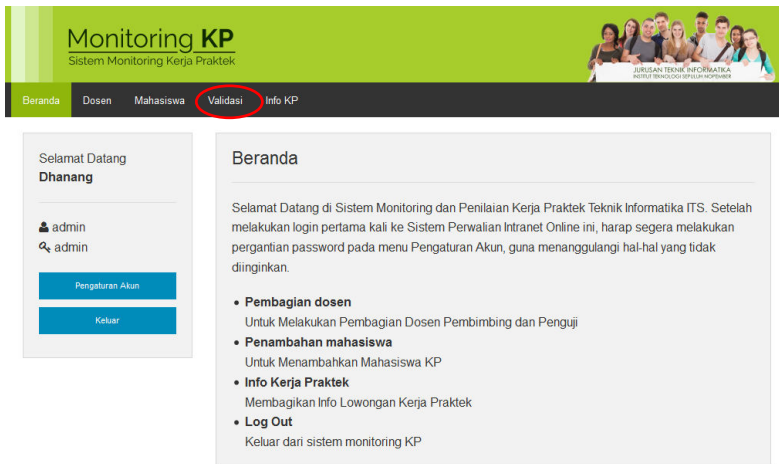 Monitoring KP
Sistem Monitoring Kerja Praktek
JURUSAN TEKNIK INFORMATIKA
INSTITUT TEKNOLOGI SEPULUH NOPEMBER
Beranda Dosen Mahasiswa Validasi Info KP
Selamat Datang
Dhanang
admin
admin
Pengaturan Akun
Keluar
Beranda
Selamat Datang di Sistem Monitoring dan Penilaian Kerja Praktek Teknik Informatika ITS. Setelah
melakukan login pertama kali ke Sistem Perwalian Intranet Online ini, harap segera melakukan
pergantian password pada menu Pengaturan Akun, guna menanggulangi hal-hal yang tidak
diinginkan.
• Pembagian dosen
Untuk Melakukan Pembagian Dosen Pembimbing dan Penguji
• Penambahan mahasiswa
Untuk Menambahkan Mahasiswa KP
• Info Kerja Praktek
Membagikan Info Lowongan Kerja Praktek
• Log Out
Keluar dari sistem monitoring KP